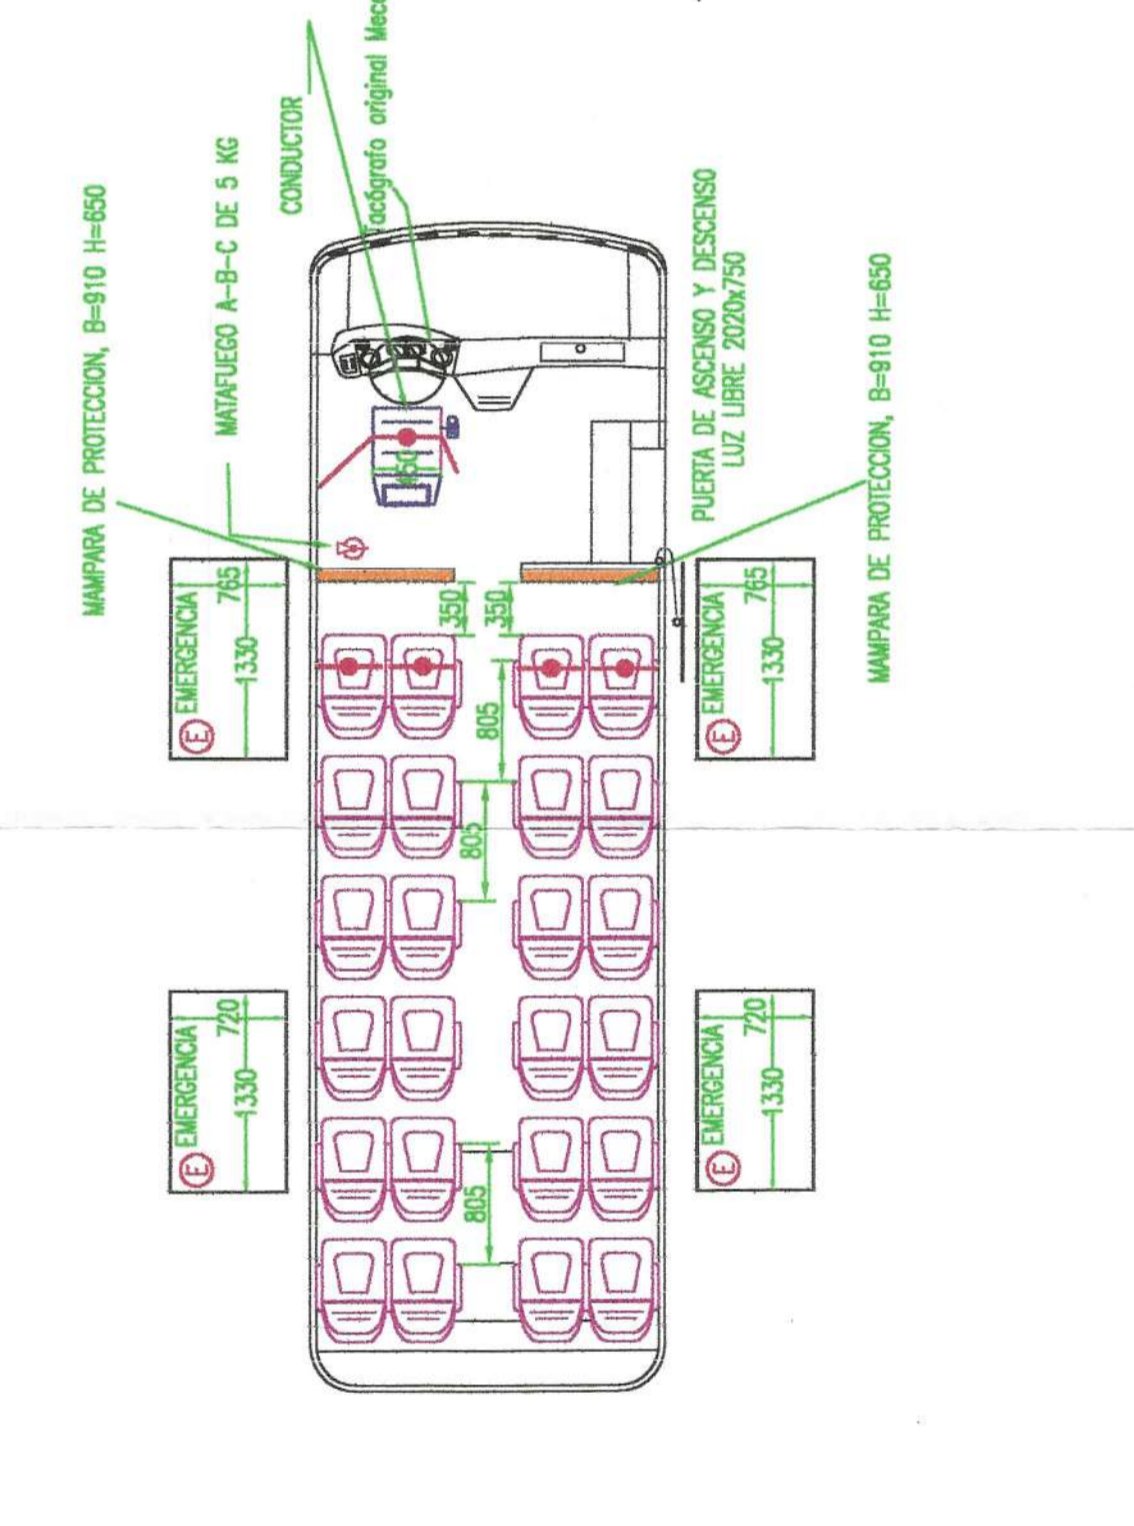 MAMPARA DE PROTECCION, B=910 H=650
MATAFUEGO A-B-C DE 5 KG
CONDUCTOR
Tacógrafo original
450
PUERTA DE ASCENSO Y DESCENSO
LUZ LIBRE 2020x750
MAMPARA DE PROTECCION, B=910 H=650
E EMERGENCIA
765
1330
E EMERGENCIA
765
1330
350
350
805
805
805
E EMERGENCIA
720
1330
E EMERGENCIA
720
1330